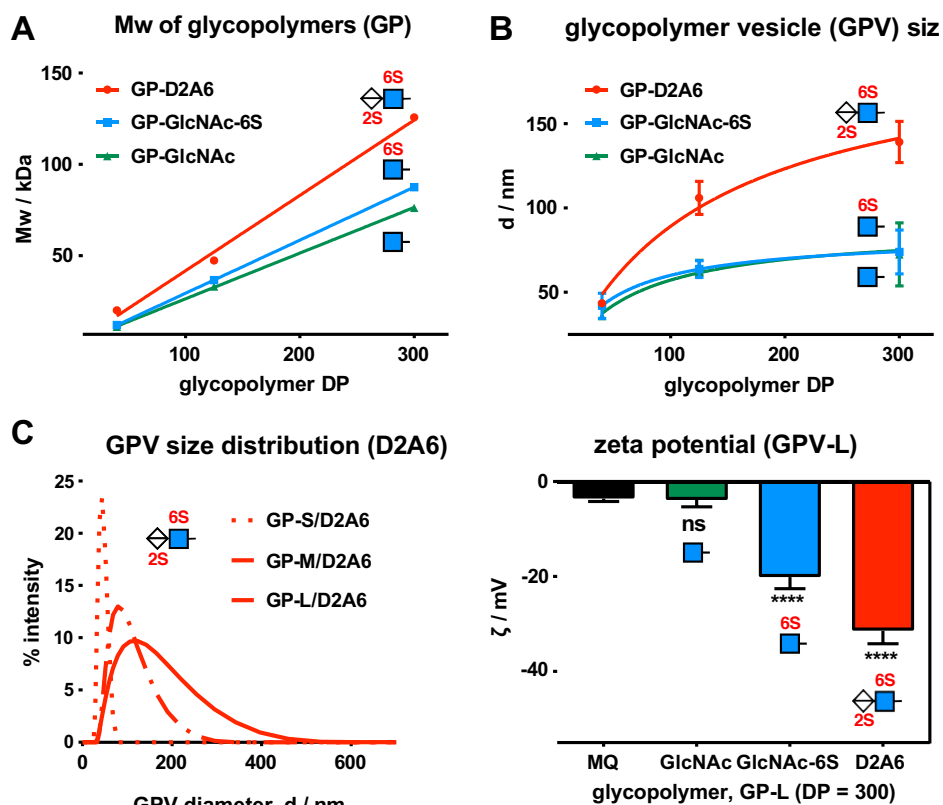 A
Mw of glycopolymers (GP)
150
100
50
Mw / kDa
GP-D2A6
GP-GlcNAc-6S
GP-GlcNAc
6S
2S
6S
100
200
300
glycopolymer DP
B
glycopolymer vesicle (GPV) siz
150
100
50
d / nm
GP-D2A6
GP-GlcNAc-6S
GP-GlcNAc
6S
2S
6S
100
200
300
glycopolymer DP
C
GPV size distribution (D2A6)
25
20
15
10
5
0
% intensity
6S
2S
GP-S/D2A6
GP-M/D2A6
GP-L/D2A6
0
200
400
600
GPV diameter, d / nm
zeta potential (GPV-L)
0
-20
-40
ζ / mV
ns
****
6S
****
6S
2S
MQ
GlcNAc
GlcNAc-6S
D2A6
glycopolymer, GP-L (DP = 300)